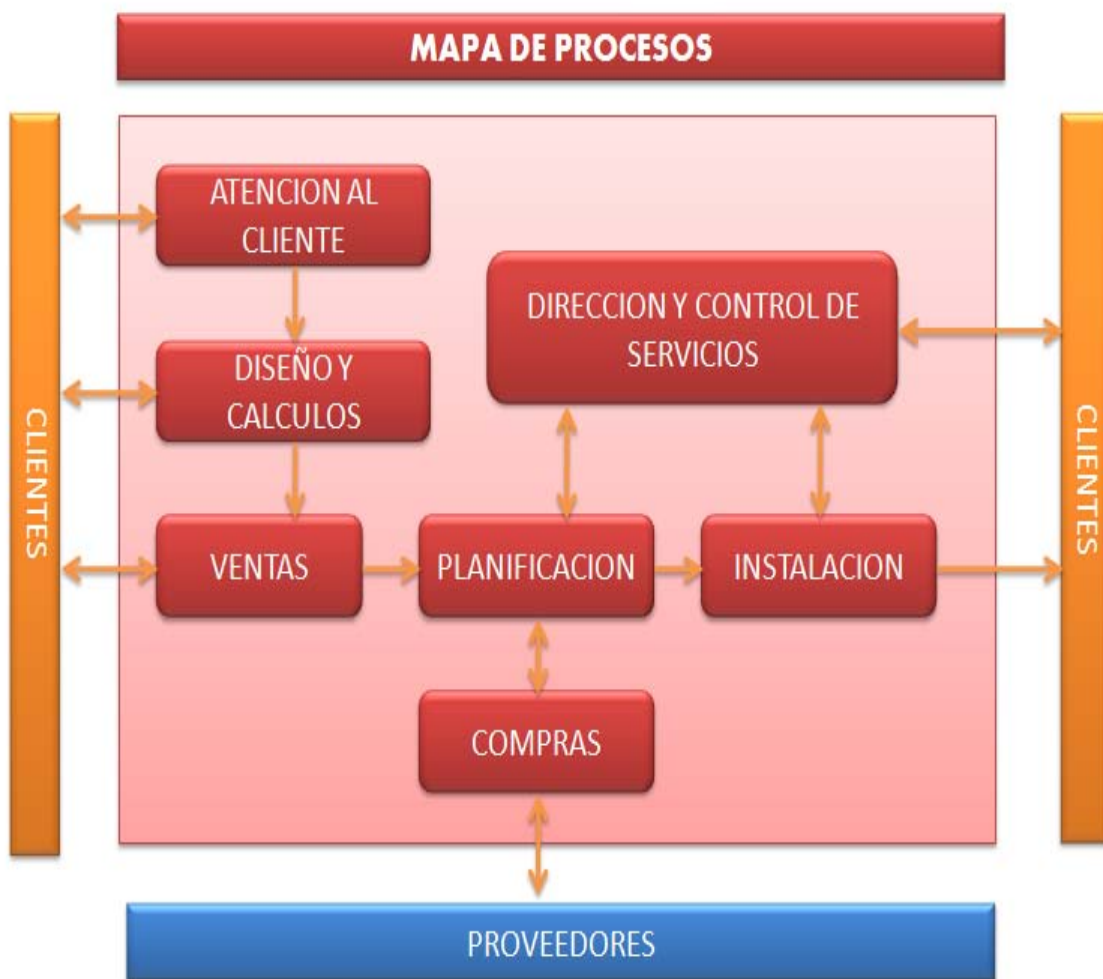 MAPA DE PROCESOS
CLIENTES
ATENCION AL
CLIENTE
DISEÑO Y
CALCULOS
DIRECCION Y CONTROL DE
SERVICIOS
VENTAS
PLANIFICACION
INSTALACION
COMPRAS
CLIENTES
PROVEEDORES